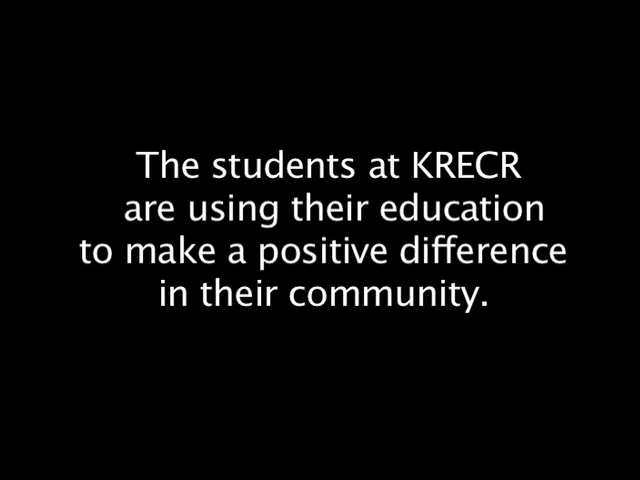 The students at KRECR
are using their education
to make a positive difference
in their community.